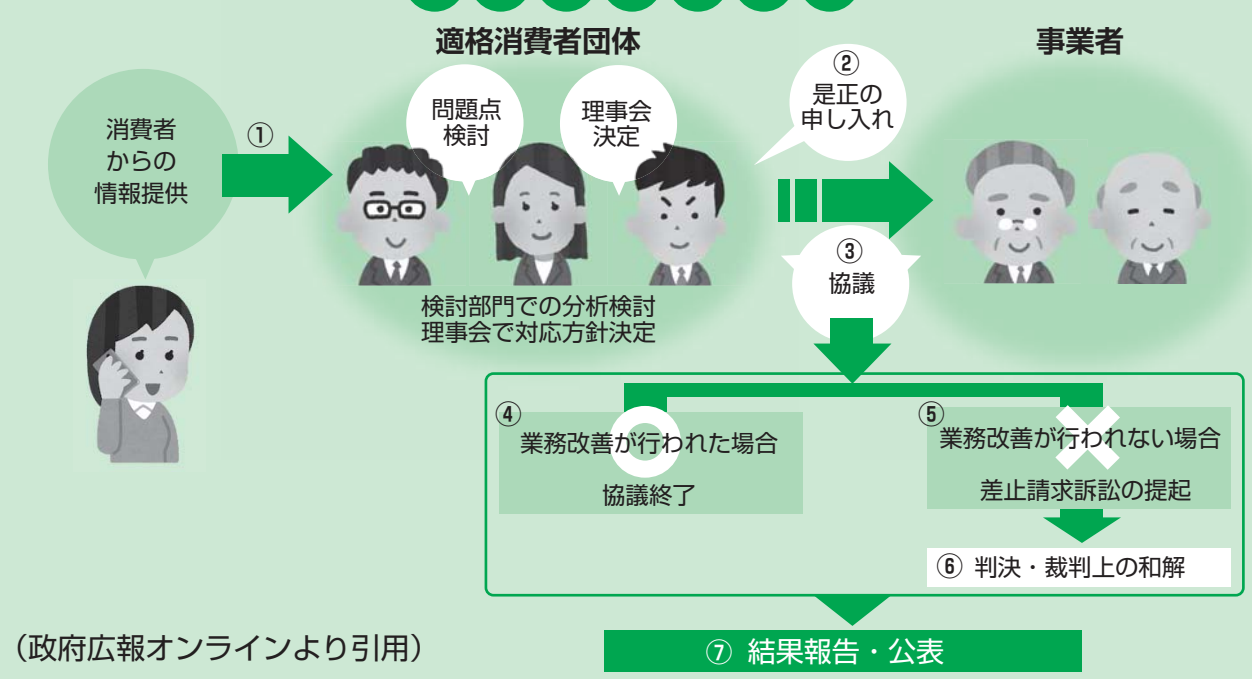 適格消費者団体
事業者
消費者
からの
情報提供
①
問題点
検討
理事会
決定
②
是正の
申し入れ
検討部門での分析検討
理事会で対応方針決定
③
協議
④
業務改善が行われた場合
協議終了
⑤
業務改善が行われない場合
差止請求訴訟の提起
⑥ 判決・裁判上の和解
⑦ 結果報告・公表
（政府広報オンラインより引用）